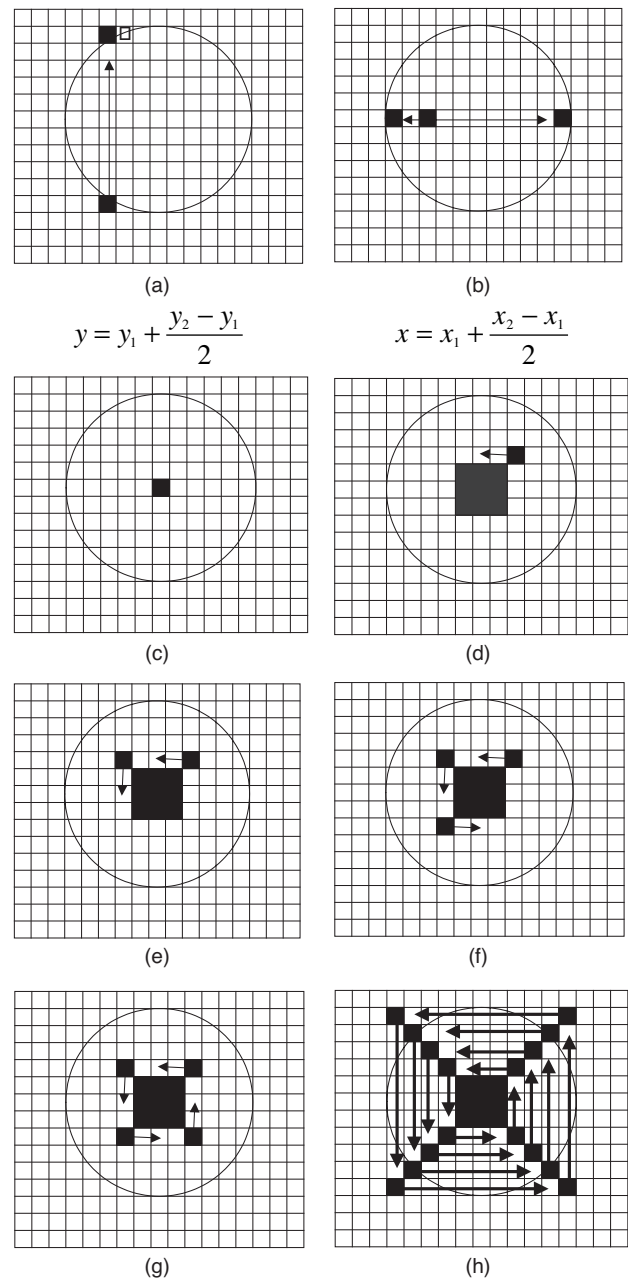 (a)
(b)
y = y₁ + (y₂ − y₁)/2
x = x₁ + (x₂ − x₁)/2
(c)
(d)
(e)
(f)
(g)
(h)